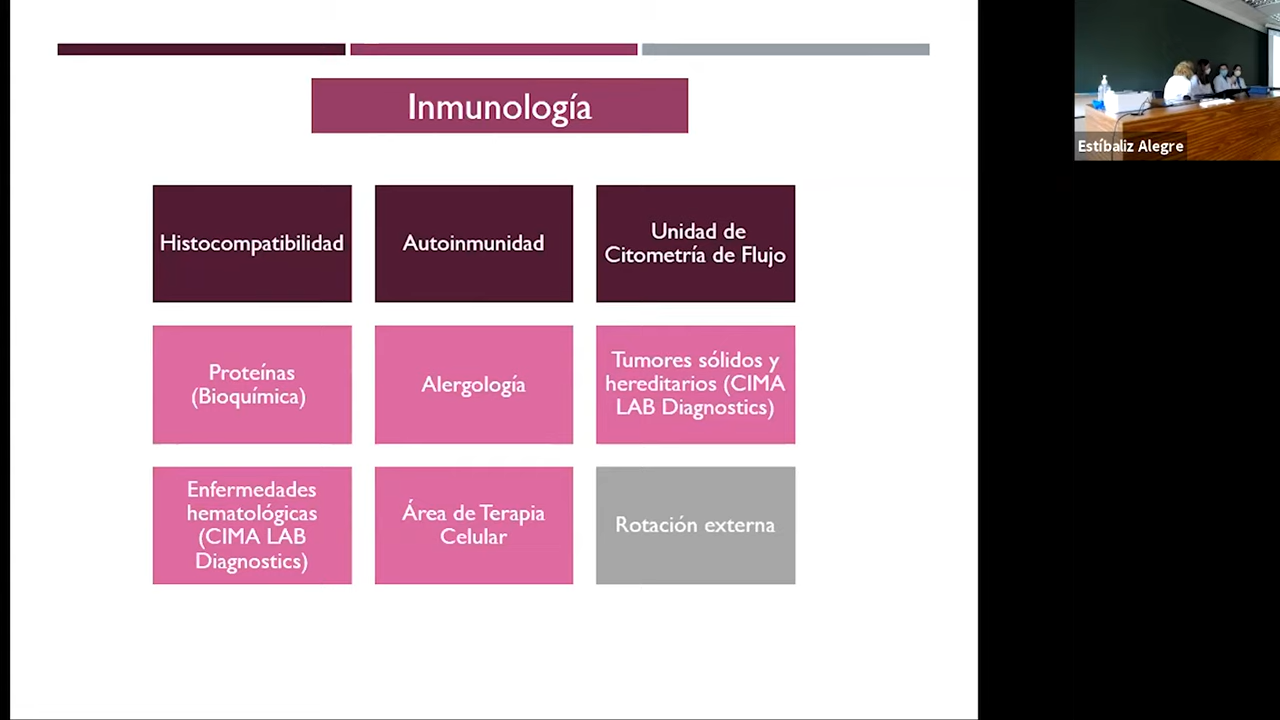 Inmunología
Histocompatibilidad
Autoinmunidad
Unidad de
Citometría de Flujo
Proteínas
(Bioquímica)
Alergología
Tumores sólidos y
hereditarios (CIMA
LAB Diagnostics)
Enfermedades
hematológicas
(CIMA LAB
Diagnostics)
Área de Terapia
Celular
Rotación externa
Estíbaliz Alegre